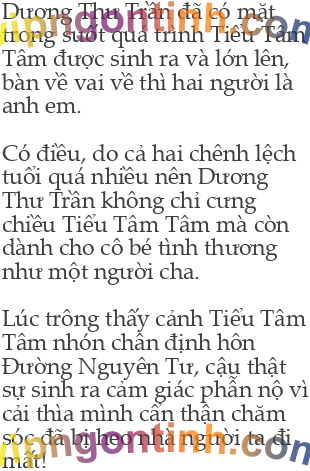 Dương Thư Trần đã có mặt
trong suốt quá trình Tiểu Tâm
Tâm được sinh ra và lớn lên,
bàn về vai vế thì hai người là
anh em.
Có điều, do cả hai chênh lệch
tuổi quá nhiều nên Dương
Thư Trần không chỉ cưng
chiều Tiểu Tâm Tâm mà còn
dành cho cô bé tình thương
như một người cha.
Lúc trông thấy cảnh Tiểu Tâm
Tâm nhón chân định hôn
Đường Nguyên Tư, cậu thật
sự sinh ra cảm giác phẫn nộ vì
cải thìa mình cẩn thận chăm
sóc đã bị heo nhà người ta đi
mất!
vipngontinh.com
vipngontinh.com